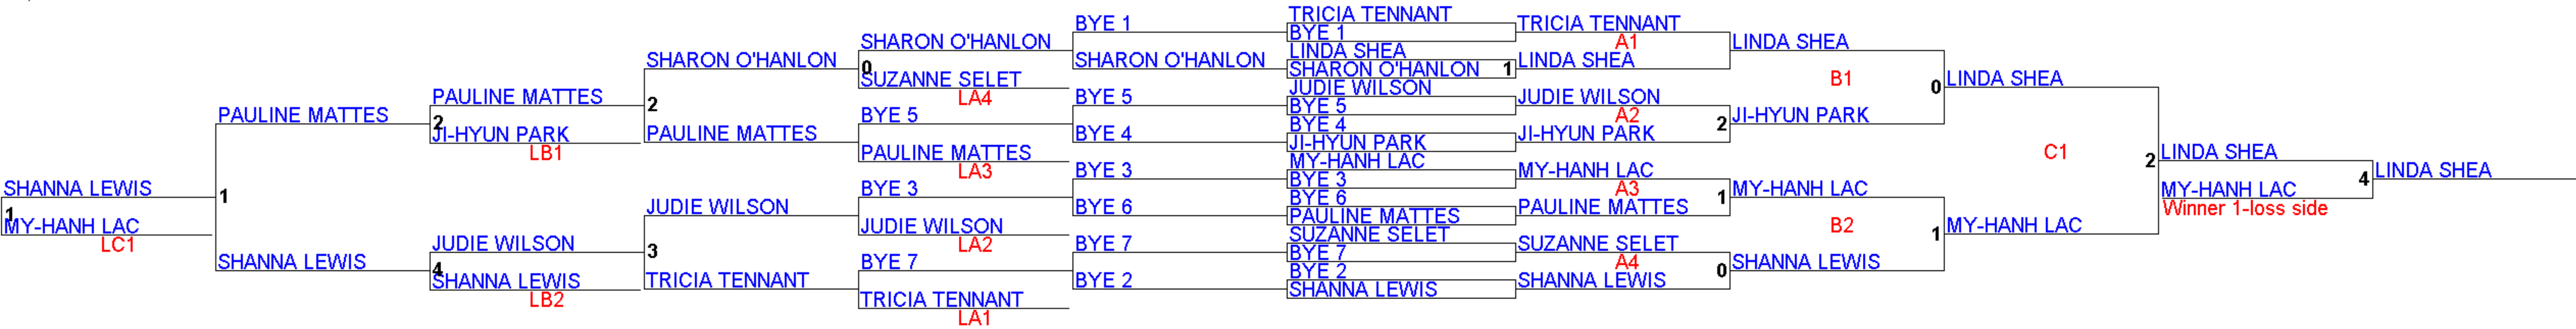 SHANNA LEWIS
1
MY-HANH LAC
LC1
PAULINE MATTES
1
SHANNA LEWIS
PAULINE MATTES
2
JI-HYUN PARK
LB1
JUDIE WILSON
4
SHANNA LEWIS
LB2
SHARON O'HANLON
2
PAULINE MATTES
JUDIE WILSON
3
TRICIA TENNANT
SHARON O'HANLON
0
SUZANNE SELET
LA4
BYE 5
PAULINE MATTES
LA3
BYE 3
JUDIE WILSON
LA2
BYE 7
TRICIA TENNANT
LA1
BYE 1
SHARON O'HANLON
BYE 5
BYE 4
BYE 3
BYE 6
BYE 7
BYE 2
TRICIA TENNANT
BYE 1
LINDA SHEA
SHARON O'HANLON 1
JUDIE WILSON
BYE 5
BYE 4
JI-HYUN PARK
MY-HANH LAC
BYE 3
BYE 6
PAULINE MATTES
SUZANNE SELET
BYE 7
BYE 2
SHANNA LEWIS
TRICIA TENNANT
A1
LINDA SHEA
JUDIE WILSON
A2
2
JI-HYUN PARK
MY-HANH LAC
A3
1
PAULINE MATTES
SUZANNE SELET
A4
0
SHANNA LEWIS
LINDA SHEA
B1
0
JI-HYUN PARK
MY-HANH LAC
B2
1
SHANNA LEWIS
LINDA SHEA
C1
2
MY-HANH LAC
LINDA SHEA
4
MY-HANH LAC
Winner 1-loss side
LINDA SHEA